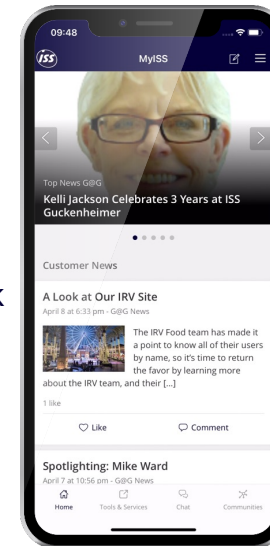 09:48
ISS
MyISS
Top News G@G
Kelli Jackson Celebrates 3 Years at ISS
Guckenheimer
Customer News
A Look at Our IRV Site
April 8 at 6:33 pm - G@G News
The IRV Food team has made it
a point to know all of their users
by name, so it's time to return
the favor by learning more
about the IRV team, and their [...]
1 like
Like
Comment
Spotlighting: Mike Ward
April 7 at 10:56 pm - G@G News
Home
Tools & Services
Chat
Communities